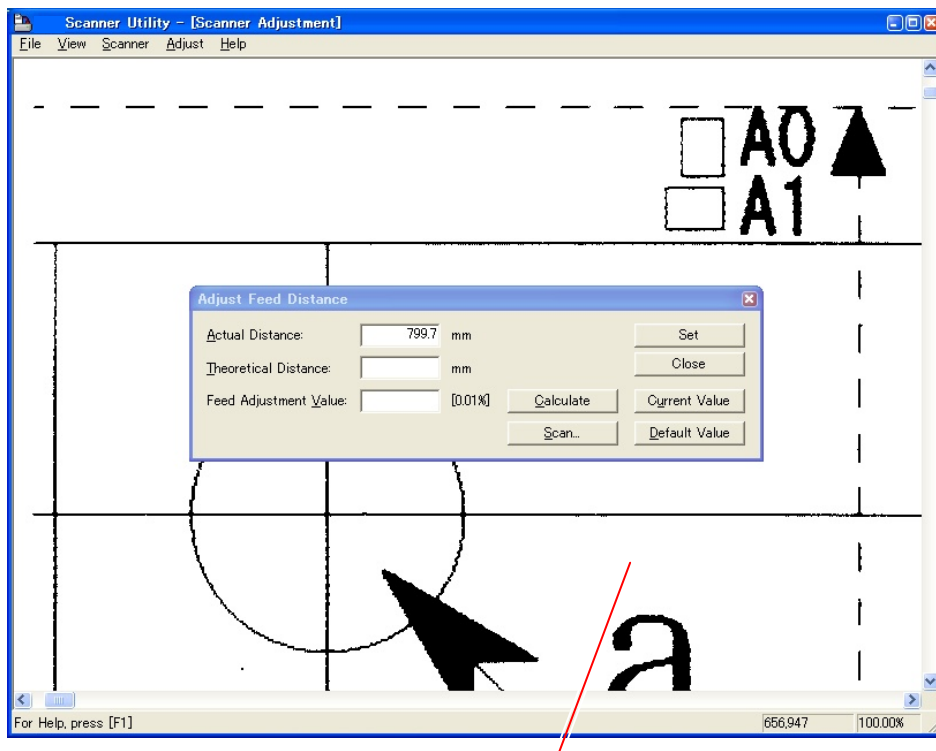 Scanner Utility - [Scanner Adjustment]
File View Scanner Adjust Help
A0
A1
Adjust Feed Distance
Actual Distance: 799.7 mm Set
Theoretical Distance: mm Close
Feed Adjustment Value: [0.01%] Calculate Current Value
Scan... Default Value
a
For Help, press [F1] 656,947 100.00%